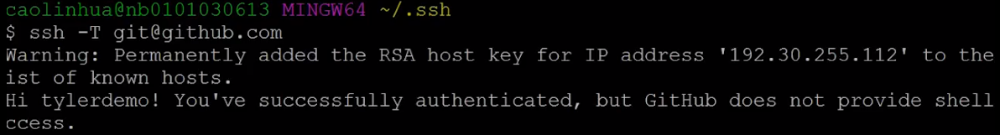 caolinhua@nb0101030613 MINGW64 ~/.ssh
$ ssh -T git@github.com
Warning: Permanently added the RSA host key for IP address '192.30.255.112' to the
ist of known hosts.
Hi tylerdemo! You've successfully authenticated, but GitHub does not provide shell
ccess.